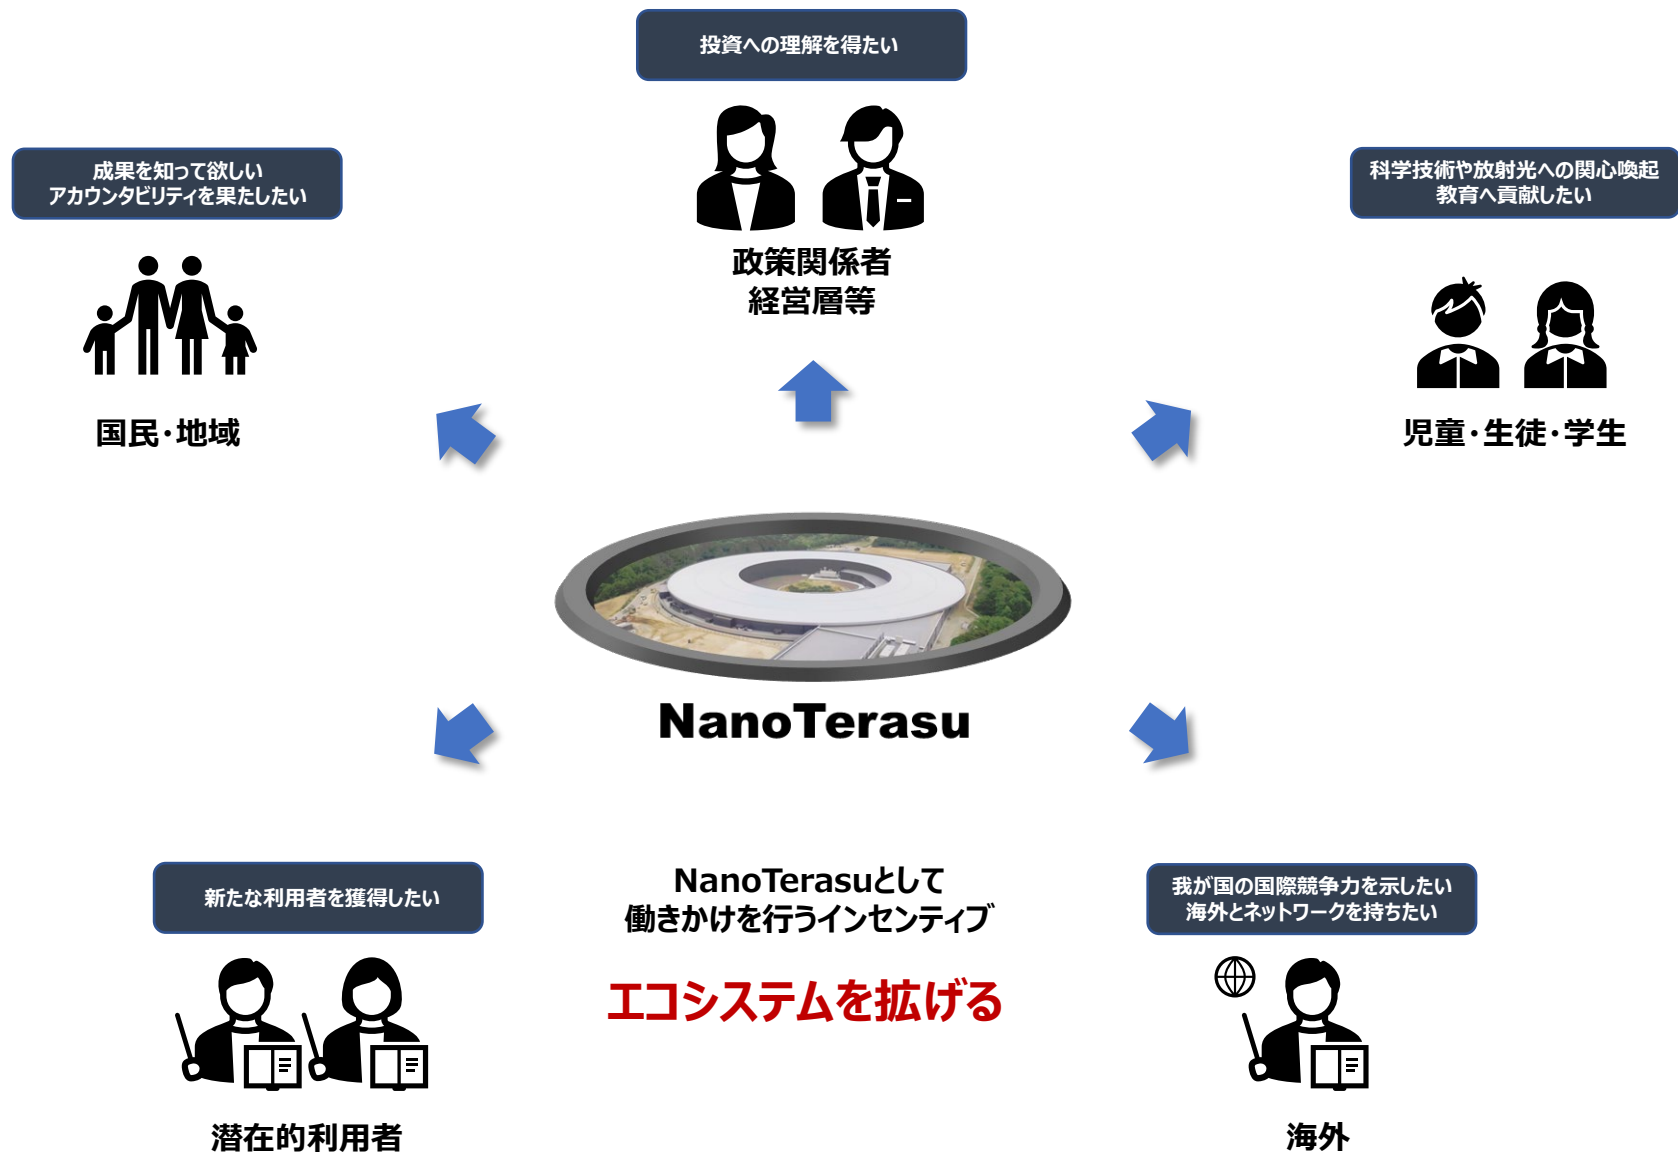 投資への理解を得たい
政策関係者
経営層等
成果を知って欲しい
アカウンタビリティを果たしたい
国民・地域
科学技術や放射光への関心喚起
教育へ貢献したい
児童・生徒・学生
NanoTerasu
新たな利用者を獲得したい
潜在的利用者
NanoTerasuとして
働きかけを行うインセンティブ
エコシステムを拡げる
我が国の国際競争力を示したい
海外とネットワークを持ちたい
海外